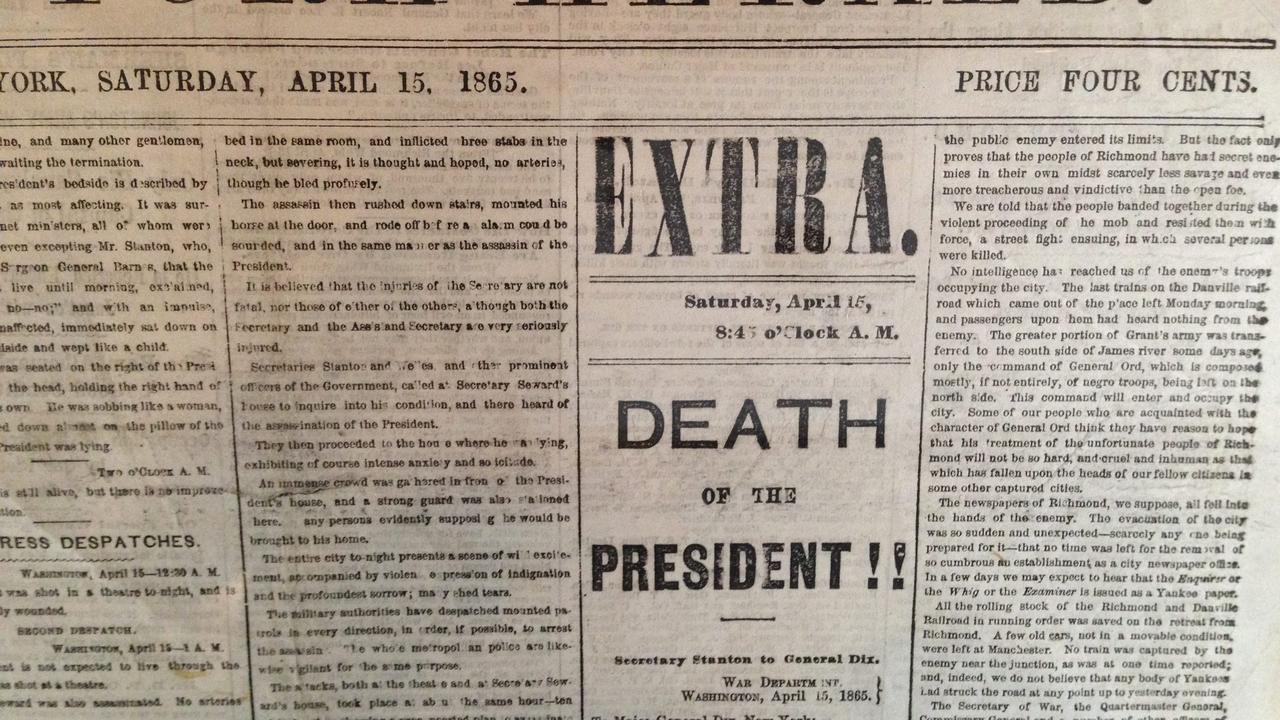 YORK, SATURDAY, APRIL 15, 1865.
PRICE FOUR CENTS.
and many other gentlemen,
waiting the termination.
bedside is described by
as most affecting. It was sur-
net ministers, all of whom were
even excepting Mr. Stanton, who,
Surgeon General Barnes, that the
live until morning, exclaimed,
no—no;" and with an impulse,
immediately sat down on
and wept like a child.
was seated on the right of the Presi
the head, holding the right hand of
own. He was sobbing like a woman,
down almost on the pillow of the
President was lying.
Two o'Clock A. M.
is still alive, but there is no improve-
RESS DESPATCHES.
Washington, April 15—12:30 A. M.
was shot in a theatre to-night, and is
ly wounded.
SECOND DESPATCH.
Washington, April 15—1 A. M.
is not expected to live through the
as shot at a theatre.
was also assassinated. No arteries
bed in the same room, and inflicted hree stabs in the
neck, but severing, it is thought and hoped, no arteries,
though he bled profusely.
The assassin then rushed down stairs, mounted his
horse at the door, and rode off before a alarm could be
sounded, and in the same manner as the assassin of the
President.
It is believed that the injuries of the Secretary are not
fatal, nor those of either of the others, although both the
Secretary and the Assistant Secretary are very seriously
injured.
Secretaries Stanton and Welles, and other prominent
officers of the Government, called at Secretary Seward's
house to inquire into his condition, and there heard of
the assassination of the President.
They then proceeded to the house where he was lying,
exhibiting of course intense anxiety and solicitude.
An immense crowd was gathered in front of the Presi-
dent's house, and a strong guard was also stationed
here. any persons evidently supposing he would be
brought to his home.
The entire city to-night presents a scene of wild excite-
ment, accompanied by violent expression of indignation
and the profoundest sorrow; many shed tears.
The military authorities have despatched mounted pa-
trols in every direction, in order, if possible, to arrest
the assassin. The whole metropolitan police are like-
wise vigilant for the same purpose.
The attacks, both at the theatre and at Secretary Sew-
ard's house, took place at about the same hour—ten
EXTRA.
Saturday, April 15,
8:45 o'Clock A. M.
DEATH
OF THE
PRESIDENT!!
Secretary Stanton to General Dix.
War Department,
Washington, April 15, 1865.
To Major General Dix, New York:
the public enemy entered its limits. But the fact only
proves that the people of Richmond have had secret ene-
mies in their own midst scarcely less savage and even
more treacherous and vindictive than the open foe.
We are told that the people banded together during the
violent proceeding of he mob and resisted them with
force, a street fight ensuing, in which several persons
were killed.
No intelligence has reached us of the enemy's troops
occupying the city. The last trains on the Danville rail-
road which came out of the place left Monday morning,
and passengers upon hem had heard nothing from the
enemy. The greater portion of Grant's army was trans-
ferred to the south side of James river some days ago,
only the command of General Ord, which is composed
mostly, if not entirely, of negro troops, being left on the
north side. This command will enter and occupy the
city. Some of our people who are acquainted with the
character of General Ord think they have reason to hope
that his treatment of the unfortunate people of Rich-
mond will not be so hard, and cruel and inhuman as that
which has fallen upon the heads of our fellow citizens in
some other captured cities.
The newspapers of Richmond, we suppose, all fell into
the hands of the enemy. The evacuation of the city
was so sudden and unexpected—scarcely any one being
prepared for it—that no time was left for the removal of
so cumbrous an establishment as a city newspaper office.
In a few days we may expect to hear that the Enquirer or
the Whig or the Examiner is issued as a Yankee paper.
All the rolling stock of the Richmond and Danville
Railroad in running order was saved on the retreat from
Richmond. A few old cars, not in a movable condition,
were left at Manchester. No train was captured by the
enemy near the junction, as was at one time reported;
and, indeed, we do not believe that any body of Yankees
had struck the road at any point up to yesterday evening.
The Secretary of War, the Quartermaster General,